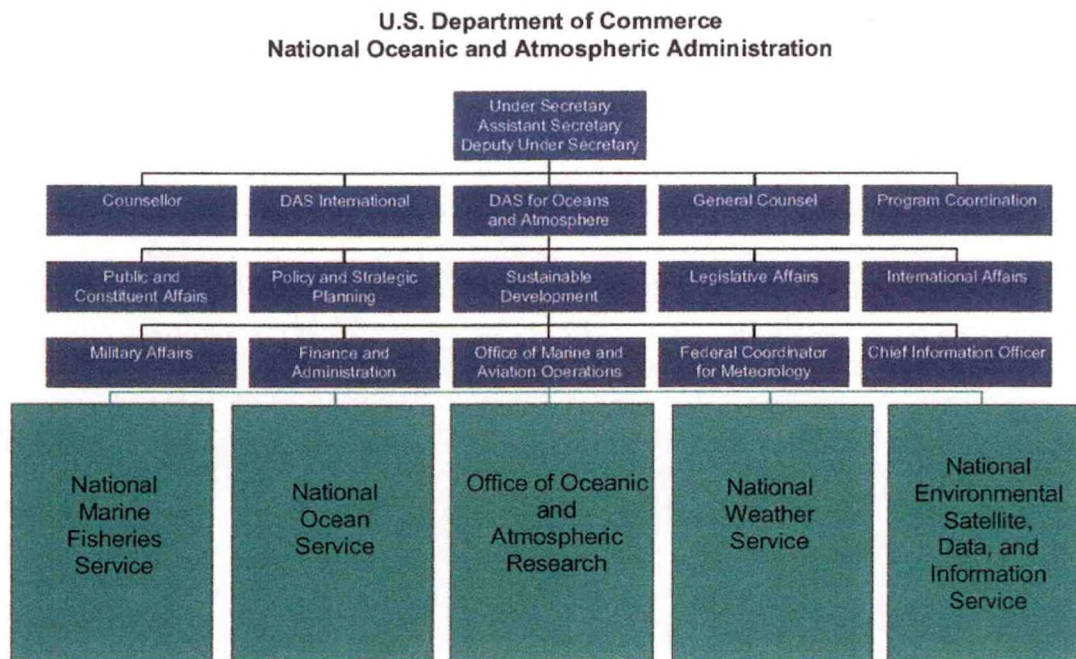 U.S. Department of Commerce
National Oceanic and Atmospheric Administration
Under Secretary
Assistant Secretary
Deputy Under Secretary
Counsellor
DAS International
DAS for Oceans
and Atmosphere
General Counsel
Program Coordination
Public and
Constituent Affairs
Policy and Strategic
Planning
Sustainable
Development
Legislative Affairs
International Affairs
Military Affairs
Finance and
Administration
Office of Marine and
Aviation Operations
Federal Coordinator
for Meteorology
Chief Information Officer
National
Marine
Fisheries
Service
National
Ocean
Service
Office of Oceanic
and
Atmospheric
Research
National
Weather
Service
National
Environmental
Satellite,
Data, and
Information
Service